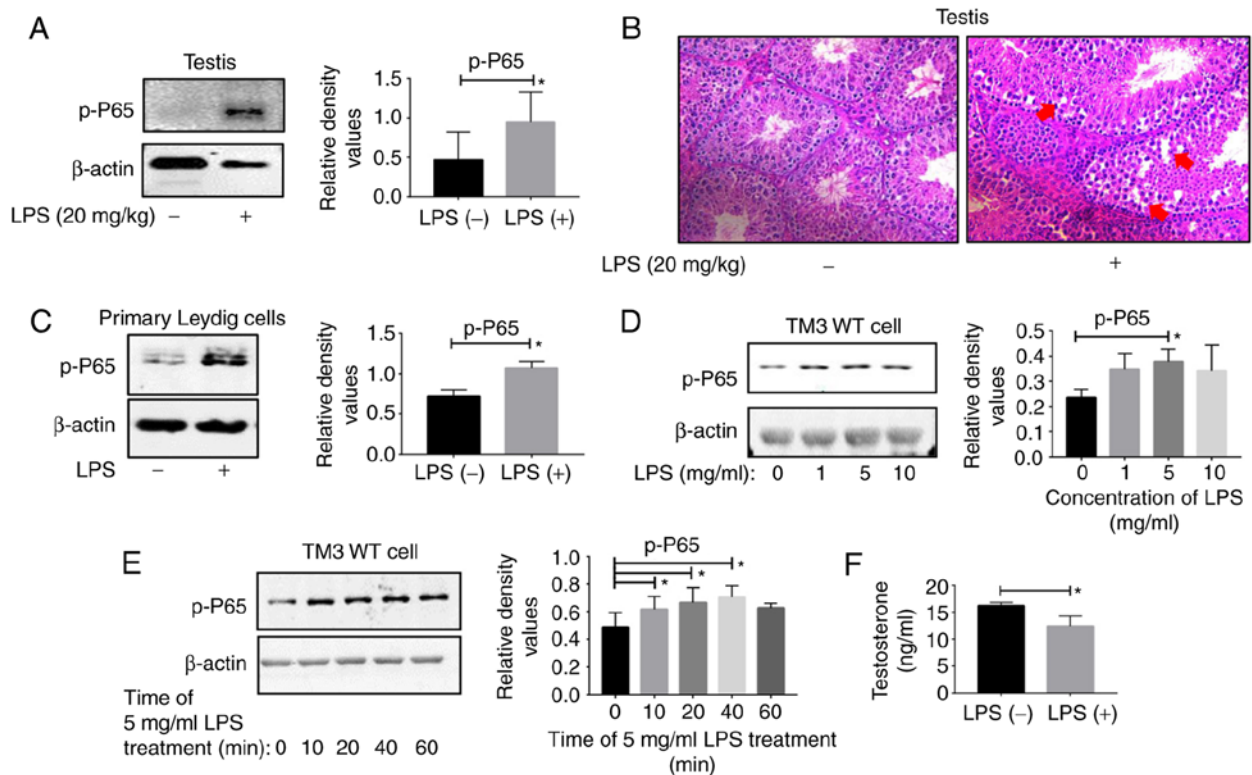 A
Testis
p-P65
β-actin
LPS (20 mg/kg) – +
p-P65
*
Relative density
values
1.5
1.0
0.5
0.0
LPS (–) LPS (+)
B
Testis
LPS (20 mg/kg) – +
C
Primary Leydig cells
p-P65
β-actin
LPS – +
p-P65
*
Relative density
values
1.5
1.0
0.5
0.0
LPS (–) LPS (+)
D
TM3 WT cell
p-P65
β-actin
LPS (mg/ml): 0 1 5 10
p-P65
*
Relative density
values
0.5
0.4
0.3
0.2
0.1
0.0
0 1 5 10
Concentration of LPS
(mg/ml)
E
TM3 WT cell
p-P65
β-actin
Time of
5 mg/ml LPS
treatment (min): 0 10 20 40 60
p-P65
* * *
Relative density
values
1.0
0.8
0.6
0.4
0.2
0.0
0 10 20 40 60
Time of 5 mg/ml LPS treatment
(min)
F
*
Testosterone
(ng/ml)
20
15
10
5
0
LPS (–) LPS (+)